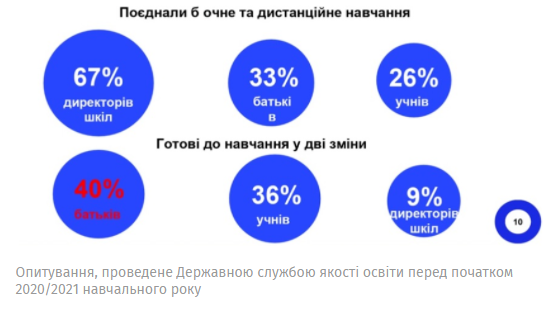 Поєднали б очне та дистанційне навчання
67%
директорів
шкіл
33%
батькі
в
26%
учнів
Готові до навчання у дві зміни
40%
батьків
36%
учнів
9%
директорів
шкіл
10
Опитування, проведене Державною службою якості освіти перед початком
2020/2021 навчального року